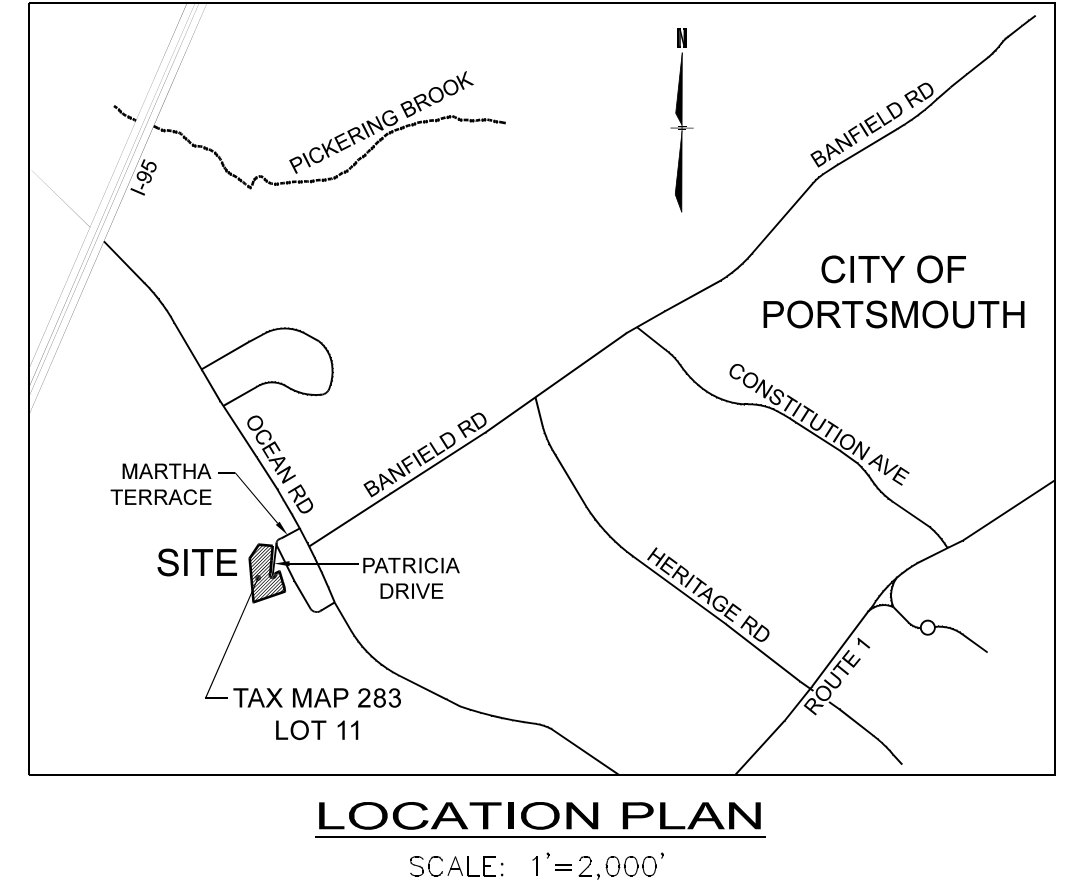 N
BANFIELD RD
PICKERING BROOK
I-95
CITY OF
PORTSMOUTH
CONSTITUTION AVE
OCEAN RD
BANFIELD RD
MARTHA
TERRACE
SITE
PATRICIA
DRIVE
HERITAGE RD
ROUTE 1
TAX MAP 283
LOT 11
LOCATION PLAN
SCALE: 1'=2,000'